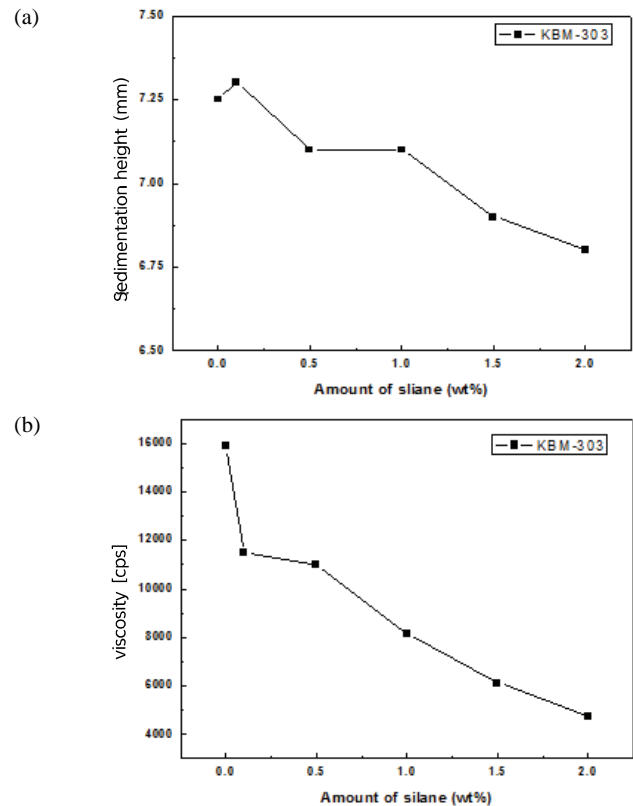 (a)
7.50
KBM-303
7.25
7.00
6.75
6.50
Sedimentation height (mm)
0.0 0.5 1.0 1.5 2.0
Amount of sliane (wt%)
(b)
16000
KBM-303
14000
12000
10000
8000
6000
4000
viscosity [cps]
0.0 0.5 1.0 1.5 2.0
Amount of silane (wt%)